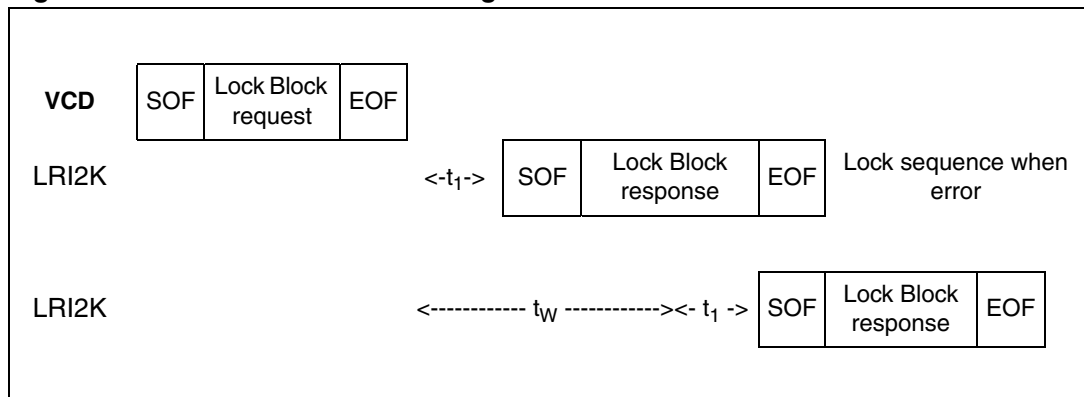 VCD SOF Lock Block request EOF
LRI2K <-t1-> SOF Lock Block response EOF Lock sequence when error
LRI2K <------------ tW ------------><- t1 -> SOF Lock Block response EOF